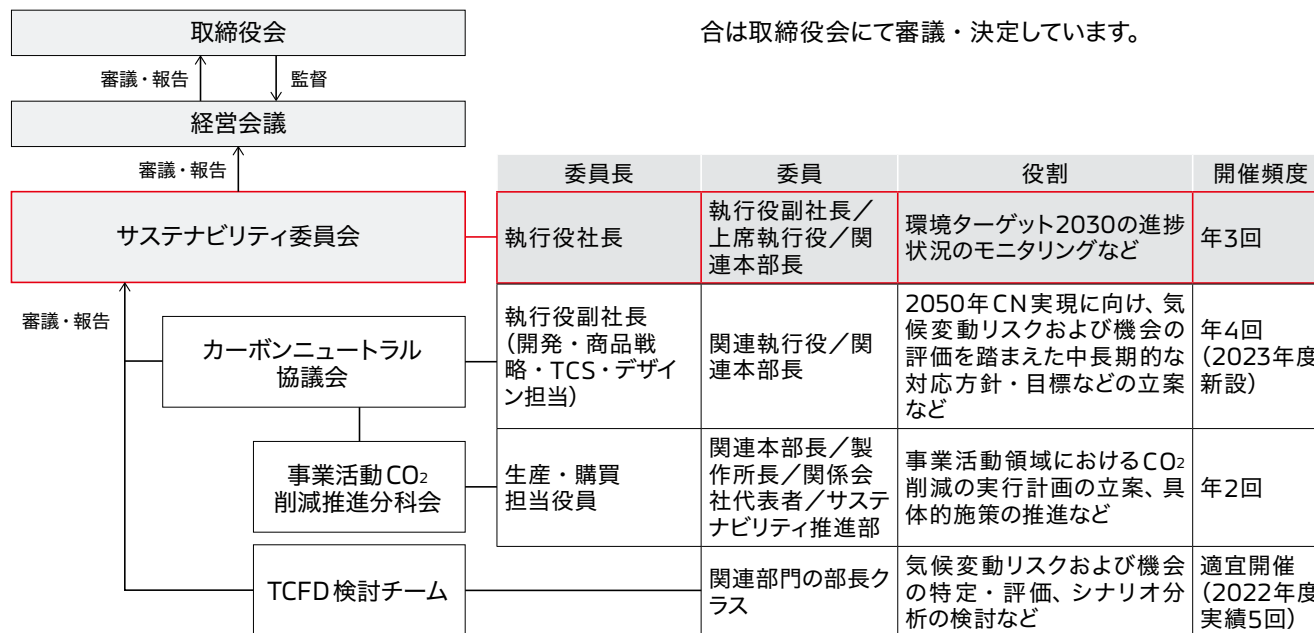 合は取締役会にて審議・決定しています。
取締役会
審議・報告
監督
経営会議
審議・報告
委員長
委員
役割
開催頻度
サステナビリティ委員会
執行役社長
執行役副社長／
上席執行役／関
連本部長
環境ターゲット2030の進捗
状況のモニタリングなど
年3回
審議・報告
カーボンニュートラル
協議会
執行役副社長
(開発・商品戦
略・TCS・デザイ
ン担当)
関連執行役／関
連本部長
2050年CN実現に向け、気
候変動リスクおよび機会の
評価を踏まえた中長期的な
対応方針・目標などの立案
など
年4回
(2023年度
新設)
事業活動CO2
削減推進分科会
生産・購買
担当役員
関連本部長／製
作所長／関係会
社代表者／サステ
ナビリティ推進部
事業活動領域におけるCO2
削減の実行計画の立案、具
体的施策の推進など
年2回
TCFD検討チーム
関連部門の部長ク
ラス
気候変動リスクおよび機会
の特定・評価、シナリオ分
析の検討など
適宜開催
(2022年度
実績5回)